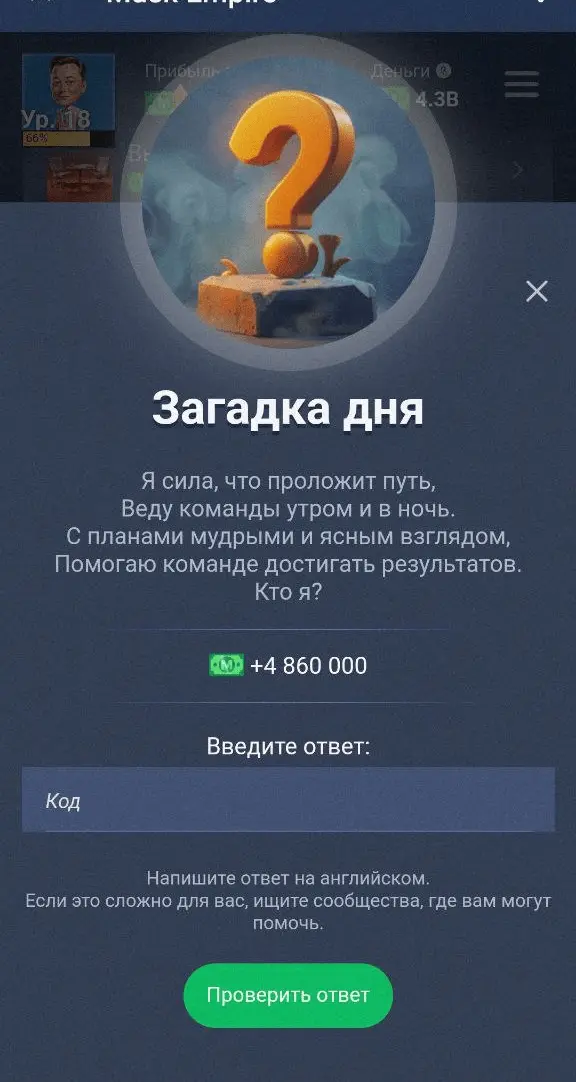 Musk Empire
Прибыль
Деньги
4.3B
Ур. 18
66%
Загадка дня
Я сила, что проложит путь,
Веду команды утром и в ночь.
С планами мудрыми и ясным взглядом,
Помогаю команде достигать результатов.
Кто я?
+4 860 000
Введите ответ:
Код
Напишите ответ на английском.
Если это сложно для вас, ищите сообщества, где вам могут
помочь.
Проверить ответ